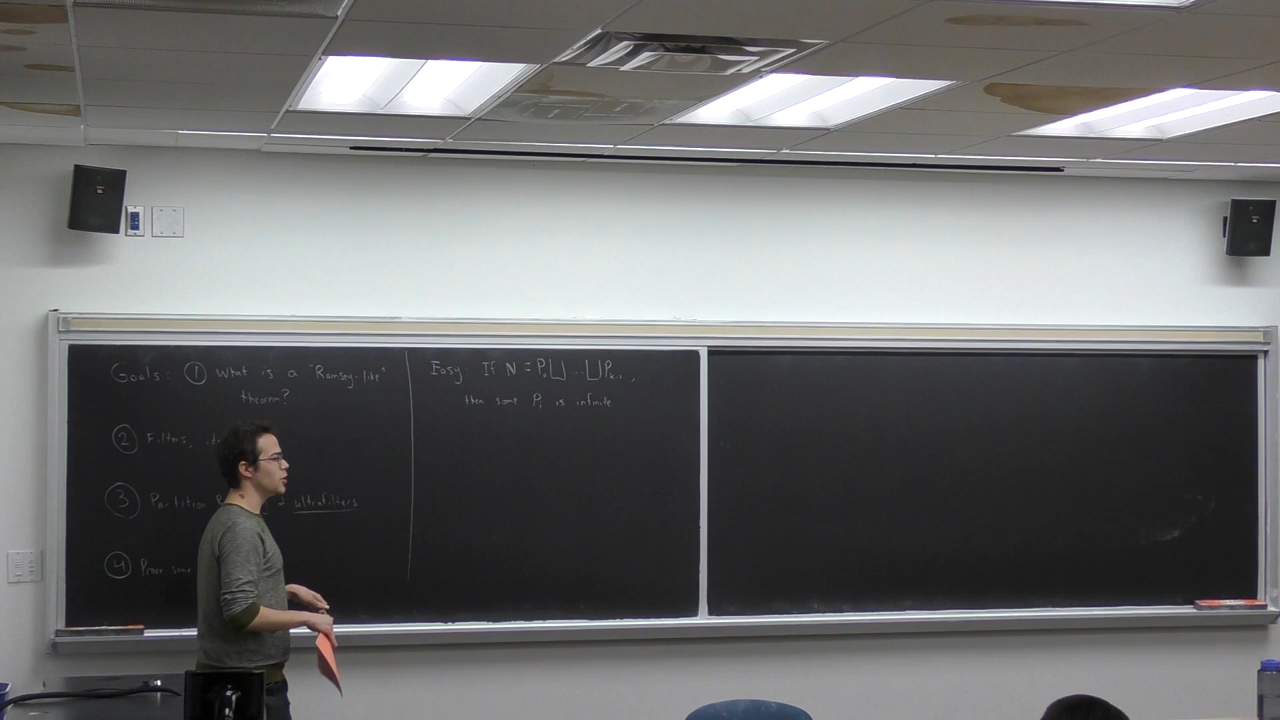 Goals: ① What is a "Ramsey-like"
theorem?
② Filters,
③ Partition ultrafilters
④ Prove some
Easy: If N = P₀⊔...⊔Pₖ₋₁,
then some Pᵢ is infinite